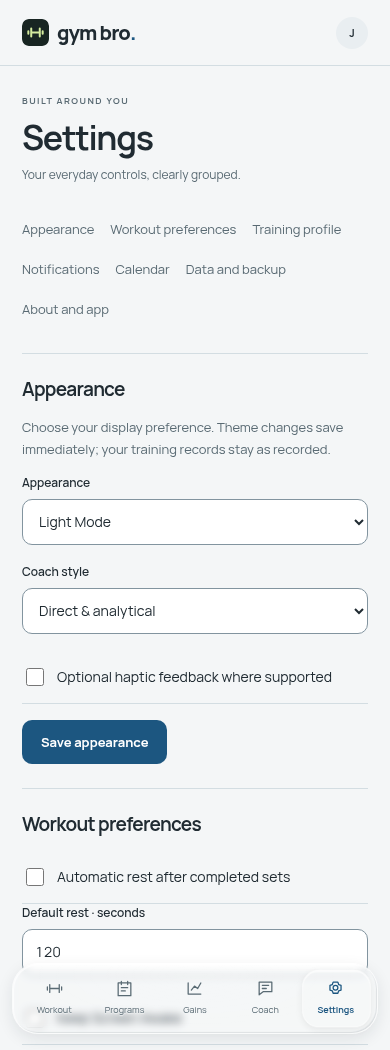 gym bro.
J
BUILT AROUND YOU
Settings
Your everyday controls, clearly grouped.
Appearance Workout preferences Training profile
Notifications Calendar Data and backup
About and app
Appearance
Choose your display preference. Theme changes save
immediately; your training records stay as recorded.
Appearance
Light Mode
Coach style
Direct & analytical
Optional haptic feedback where supported
Save appearance
Workout preferences
Automatic rest after completed sets
Default rest · seconds
120
Workout Programs Gains Coach Settings